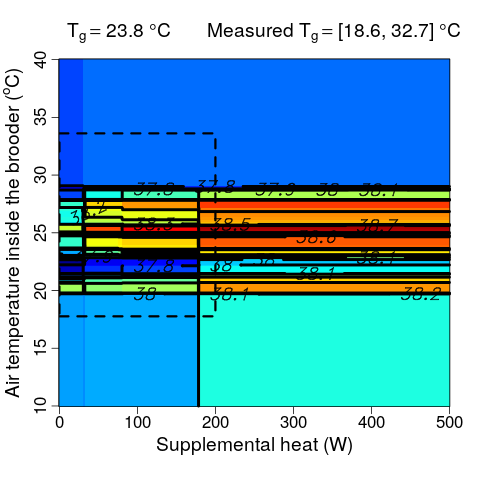 Tg = 23.8 °C Measured Tg = [18.6, 32.7] °C
Air temperature inside the brooder (°C)
40
35
30
25
20
15
10
37.8 37.8 37.9 38 38.1
38.5 38.5 38.7
38.6
37.8 38 38
38.1
38 38.1 38.2
0 100 200 300 400 500
Supplemental heat (W)